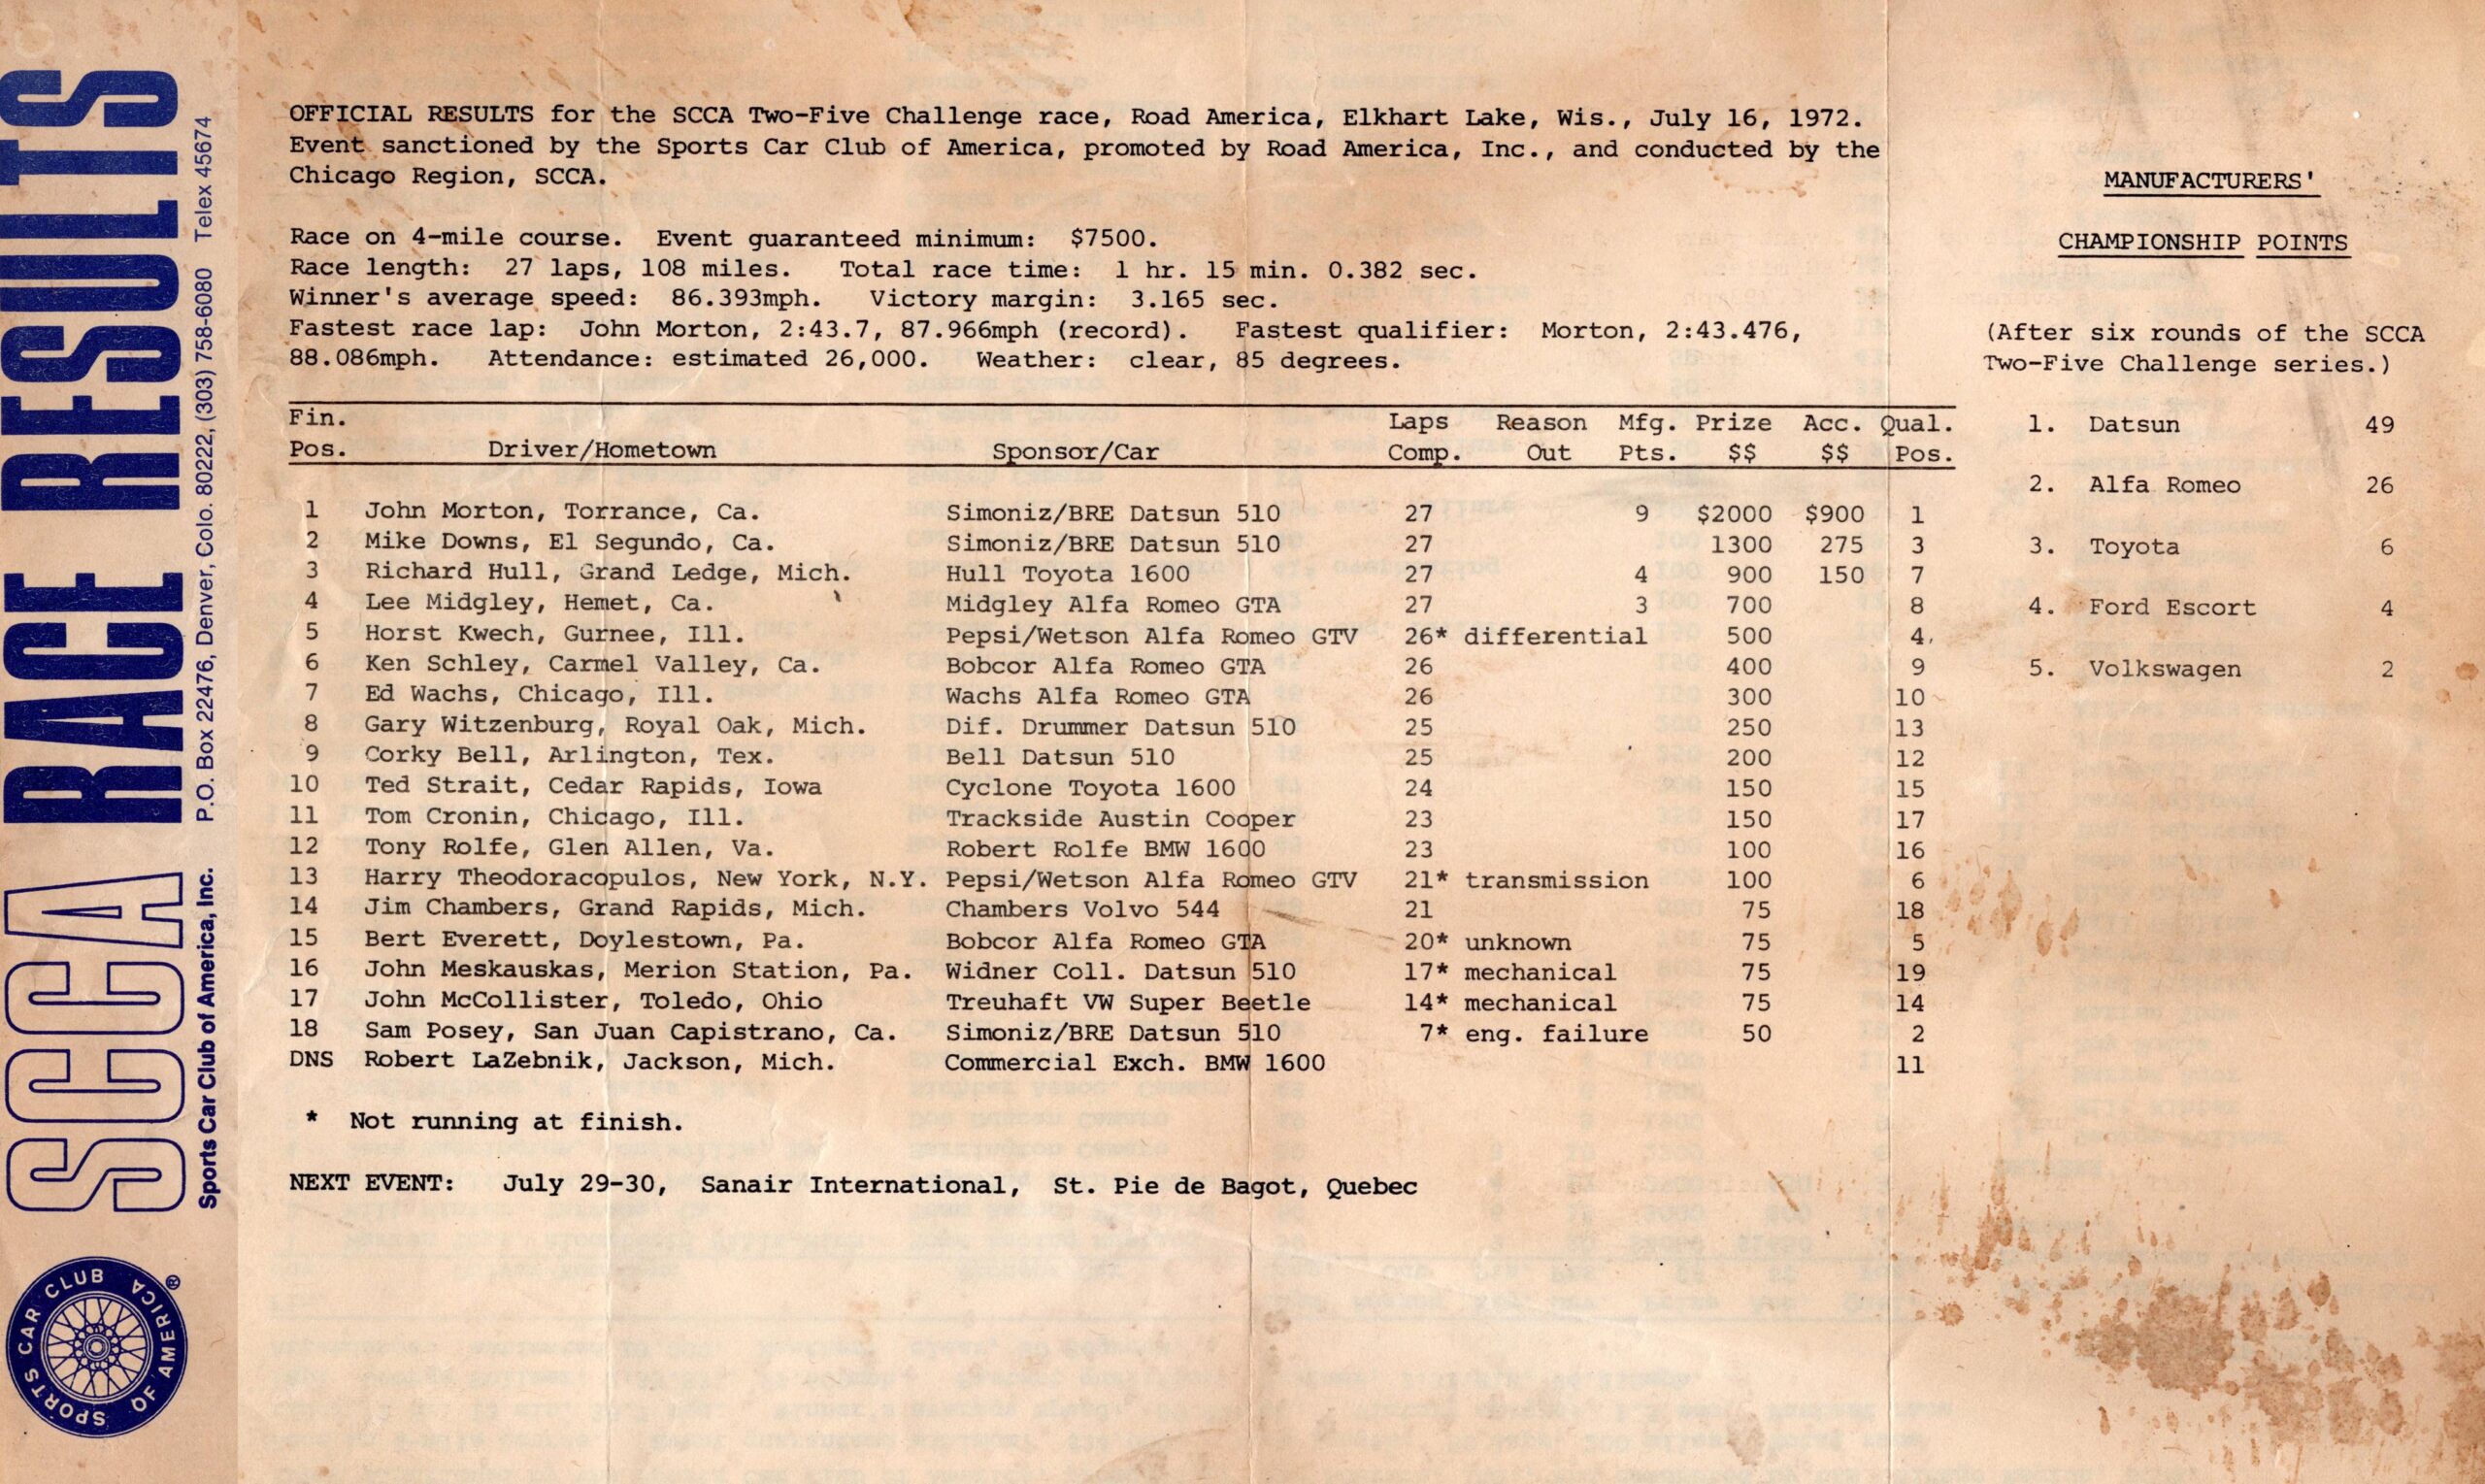 SCCA RACE RESULTS
Sports Car Club of America, Inc. P.O. Box 22476, Denver, Colo. 80222, (303) 758-6080 Telex 45674
SPORTS CAR CLUB OF AMERICA ®
OFFICIAL RESULTS for the SCCA Two-Five Challenge race, Road America, Elkhart Lake, Wis., July 16, 1972.
Event sanctioned by the Sports Car Club of America, promoted by Road America, Inc., and conducted by the
Chicago Region, SCCA.
Race on 4-mile course. Event guaranteed minimum: $7500.
Race length: 27 laps, 108 miles. Total race time: 1 hr. 15 min. 0.382 sec.
Winner's average speed: 86.393mph. Victory margin: 3.165 sec.
Fastest race lap: John Morton, 2:43.7, 87.966mph (record). Fastest qualifier: Morton, 2:43.476,
88.086mph. Attendance: estimated 26,000. Weather: clear, 85 degrees.
Fin. Laps Reason Mfg. Prize Acc. Qual.
Pos. Driver/Hometown Sponsor/Car Comp. Out Pts. $$ $$ Pos.
1 John Morton, Torrance, Ca. Simoniz/BRE Datsun 510 27 9 $2000 $900 1
2 Mike Downs, El Segundo, Ca. Simoniz/BRE Datsun 510 27 1300 275 3
3 Richard Hull, Grand Ledge, Mich. Hull Toyota 1600 27 4 900 150 7
4 Lee Midgley, Hemet, Ca. Midgley Alfa Romeo GTA 27 3 700 8
5 Horst Kwech, Gurnee, Ill. Pepsi/Wetson Alfa Romeo GTV 26* differential 500 4
6 Ken Schley, Carmel Valley, Ca. Bobcor Alfa Romeo GTA 26 400 9
7 Ed Wachs, Chicago, Ill. Wachs Alfa Romeo GTA 26 300 10
8 Gary Witzenburg, Royal Oak, Mich. Dif. Drummer Datsun 510 25 250 13
9 Corky Bell, Arlington, Tex. Bell Datsun 510 25 200 12
10 Ted Strait, Cedar Rapids, Iowa Cyclone Toyota 1600 24 150 15
11 Tom Cronin, Chicago, Ill. Trackside Austin Cooper 23 150 17
12 Tony Rolfe, Glen Allen, Va. Robert Rolfe BMW 1600 23 100 16
13 Harry Theodoracopulos, New York, N.Y. Pepsi/Wetson Alfa Romeo GTV 21* transmission 100 6
14 Jim Chambers, Grand Rapids, Mich. Chambers Volvo 544 21 75 18
15 Bert Everett, Doylestown, Pa. Bobcor Alfa Romeo GTA 20* unknown 75 5
16 John Meskauskas, Merion Station, Pa. Widner Coll. Datsun 510 17* mechanical 75 19
17 John McCollister, Toledo, Ohio Treuhaft VW Super Beetle 14* mechanical 75 14
18 Sam Posey, San Juan Capistrano, Ca. Simoniz/BRE Datsun 510 7* eng. failure 50 2
DNS Robert LaZebnik, Jackson, Mich. Commercial Exch. BMW 1600 11
* Not running at finish.
NEXT EVENT: July 29-30, Sanair International, St. Pie de Bagot, Quebec
MANUFACTURERS'
CHAMPIONSHIP POINTS
(After six rounds of the SCCA
Two-Five Challenge series.)
1. Datsun 49
2. Alfa Romeo 26
3. Toyota 6
4. Ford Escort 4
5. Volkswagen 2